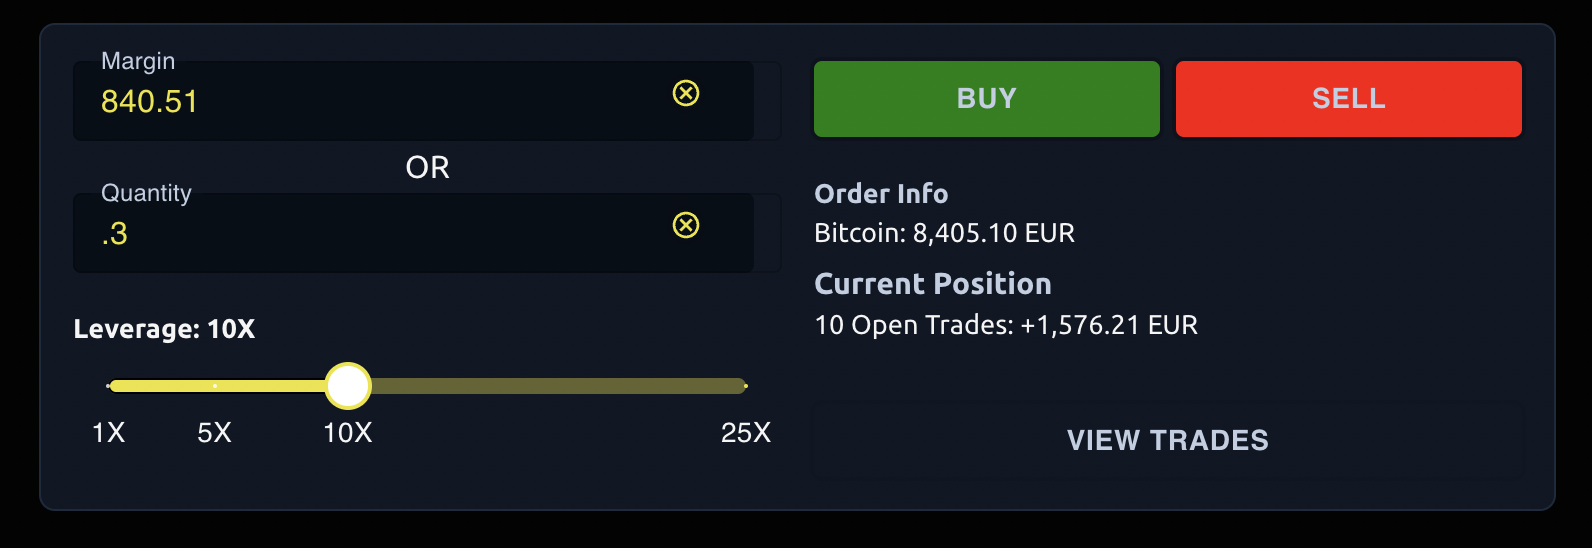 Margin
840.51
OR
Quantity
.3
Leverage: 10X
1X 5X 10X 25X
BUY SELL
Order Info
Bitcoin: 8,405.10 EUR
Current Position
10 Open Trades: +1,576.21 EUR
VIEW TRADES